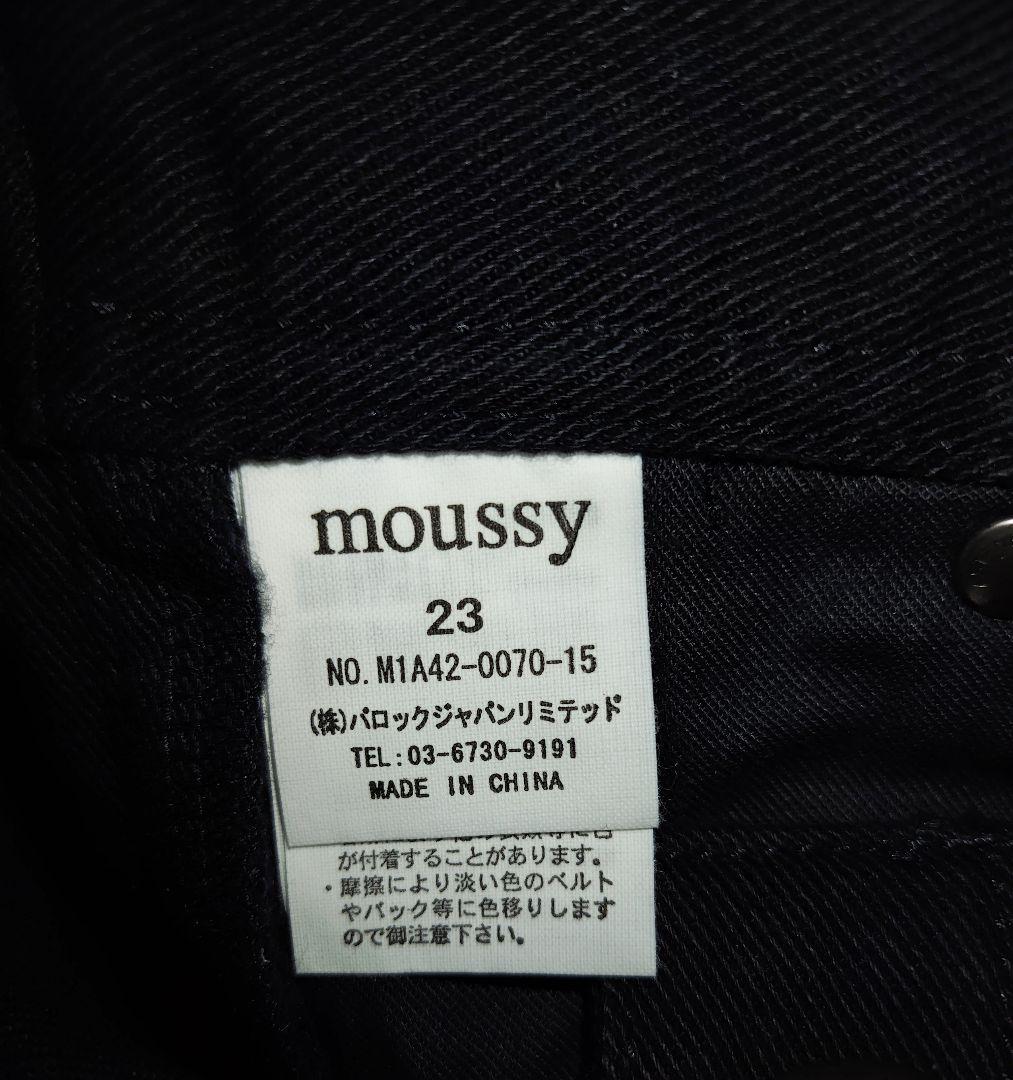 moussy
23
NO. M1A42-0070-15
(株)バロックジャパンリミテッド
TEL:03-6730-9191
MADE IN CHINA
が付着することがあります。
・摩擦により淡い色のベルト
やバック等に色移りします
ので御注意下さい。